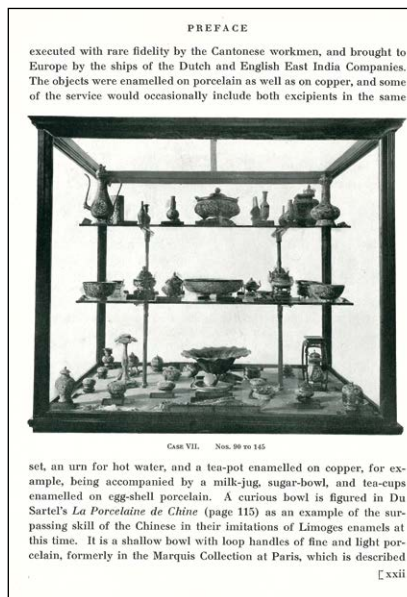 PREFACE
executed with rare fidelity by the Cantonese workmen, and brought to
Europe by the ships of the Dutch and English East India Companies.
The objects were enamelled on porcelain as well as on copper, and some
of the service would occasionally include both excipients in the same
CASE VII. Nos. 90 TO 145
set, an urn for hot water, and a tea-pot enamelled on copper, for ex-
ample, being accompanied by a milk-jug, sugar-bowl, and tea-cups
enamelled on egg-shell porcelain. A curious bowl is figured in Du
Sartel's La Porcelaine de Chine (page 115) as an example of the sur-
passing skill of the Chinese in their imitations of Limoges enamels at
this time. It is a shallow bowl with loop handles of fine and light por-
celain, formerly in the Marquis Collection at Paris, which is described
[xxii